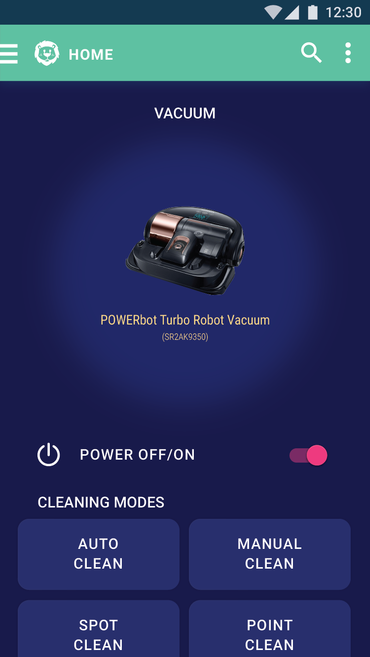 12:30
HOME
VACUUM
POWERbot Turbo Robot Vacuum
(SR2AK9350)
POWER OFF/ON
CLEANING MODES
AUTO
CLEAN
MANUAL
CLEAN
SPOT
CLEAN
POINT
CLEAN